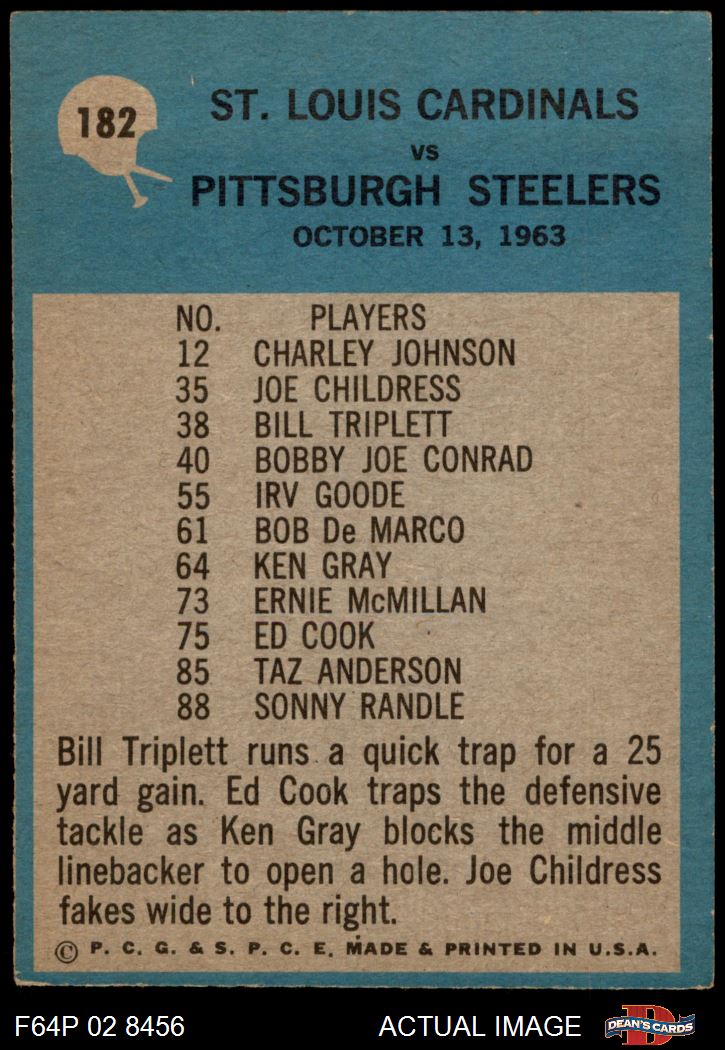 182
ST. LOUIS CARDINALS
VS
PITTSBURGH STEELERS
OCTOBER 13, 1963
NO. PLAYERS
12 CHARLEY JOHNSON
35 JOE CHILDRESS
38 BILL TRIPLETT
40 BOBBY JOE CONRAD
55 IRV GOODE
61 BOB De MARCO
64 KEN GRAY
73 ERNIE McMILLAN
75 ED COOK
85 TAZ ANDERSON
88 SONNY RANDLE
Bill Triplett runs a quick trap for a 25
yard gain. Ed Cook traps the defensive
tackle as Ken Gray blocks the middle
linebacker to open a hole. Joe Childress
fakes wide to the right.
© P. C. G. & S. P. C. E. MADE & PRINTED IN U.S.A.
F64P 02 8456 ACTUAL IMAGE
D
DEAN'S CARDS